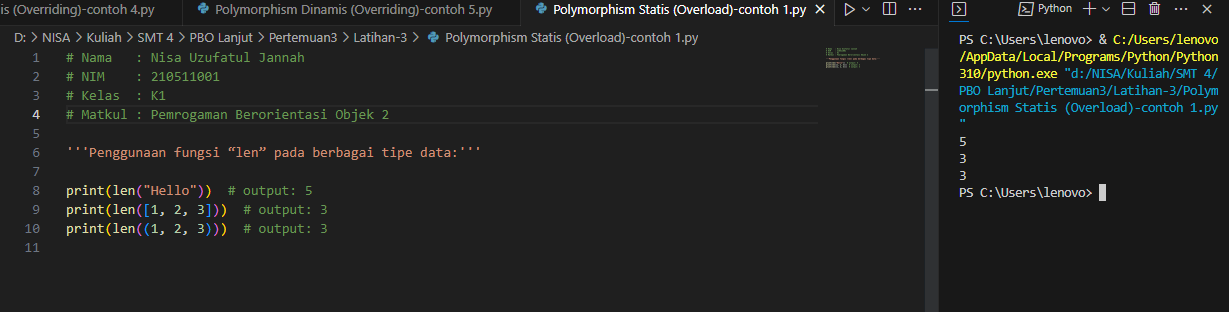 is (Overriding)-contoh 4.py
Polymorphism Dinamis (Overriding)-contoh 5.py
Polymorphism Statis (Overload)-contoh 1.py
Python
D: > NISA > Kuliah > SMT 4 > PBO Lanjut > Pertemuan3 > Latihan-3 > Polymorphism Statis (Overload)-contoh 1.py
1 # Nama   : Nisa Uzufatul Jannah
2 # NIM    : 210511001
3 # Kelas  : K1
4 # Matkul : Pemrogaman Berorientasi Objek 2
5
6 '''Penggunaan fungsi “len” pada berbagai tipe data:'''
7
8 print(len("Hello"))  # output: 5
9 print(len([1, 2, 3]))  # output: 3
10 print(len((1, 2, 3)))  # output: 3
11
PS C:\Users\lenovo> & C:/Users/lenovo
/AppData/Local/Programs/Python/Python
310/python.exe "d:/NISA/Kuliah/SMT 4/
PBO Lanjut/Pertemuan3/Latihan-3/Polym
orphism Statis (Overload)-contoh 1.py
"
5
3
3
PS C:\Users\lenovo>